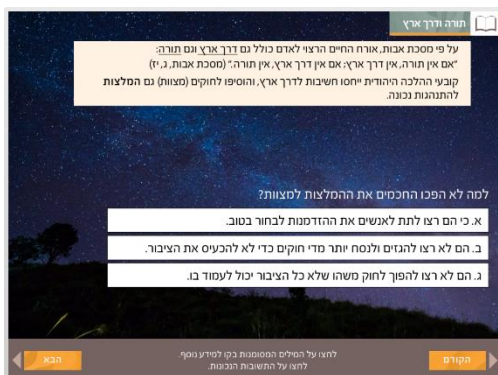 תורה ודרך ארץ
על פי מסכת אבות, אורח החיים הרצוי לאדם כולל גם דרך ארץ וגם תורה:
"אם אין תורה, אין דרך ארץ; אם אין דרך ארץ, אין תורה." (מסכת אבות, ג, יז)
קובעי ההלכה היהודית ייחסו חשיבות לדרך ארץ, והוסיפו לחוקים (מצוות) גם המלצות
להתנהגות נכונה.
למה לא הפכו החכמים את ההמלצות למצוות?
א. כי הם רצו לתת לאנשים את ההזדמנות לבחור בטוב.
ב. הם לא רצו להגזים ולנסח יותר מדי חוקים כדי לא להכעיס את הציבור.
ג. הם לא רצו להפוך לחוק משהו שלא כל הציבור יכול לעמוד בו.
הקודם
לחצו על המילים המסומנות בקו למידע נוסף.
לחצו על התשובות הנכונות.
הבא